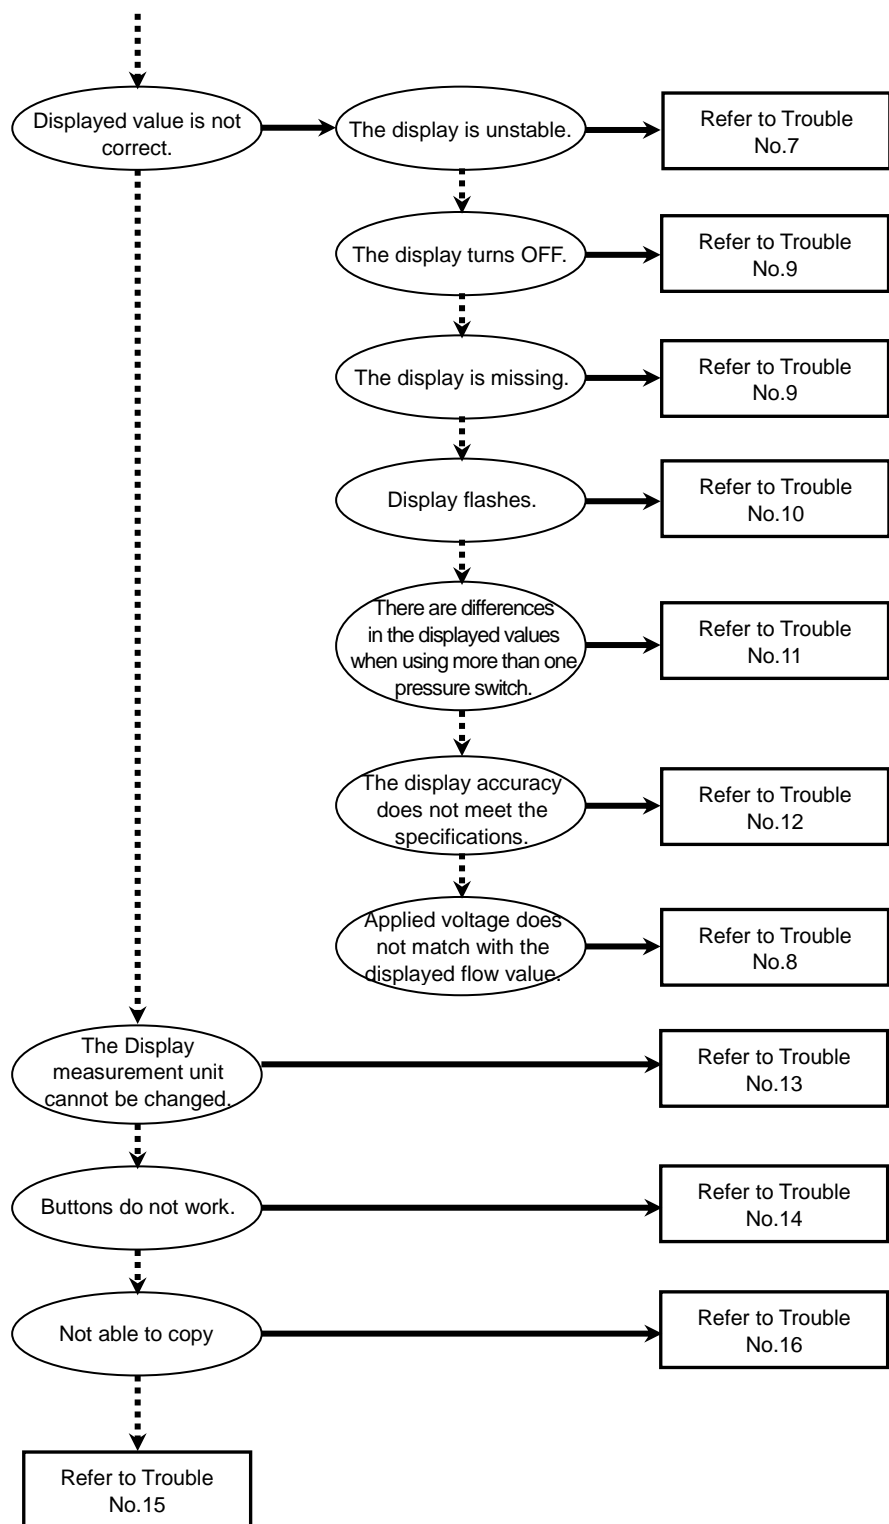 Displayed value is not
correct.
The display is unstable.
Refer to Trouble
No.7
The display turns OFF.
Refer to Trouble
No.9
The display is missing.
Refer to Trouble
No.9
Display flashes.
Refer to Trouble
No.10
There are differences
in the displayed values
when using more than one
pressure switch.
Refer to Trouble
No.11
The display accuracy
does not meet the
specifications.
Refer to Trouble
No.12
Applied voltage does
not match with the
displayed flow value.
Refer to Trouble
No.8
The Display
measurement unit
cannot be changed.
Refer to Trouble
No.13
Buttons do not work.
Refer to Trouble
No.14
Not able to copy
Refer to Trouble
No.16
Refer to Trouble
No.15